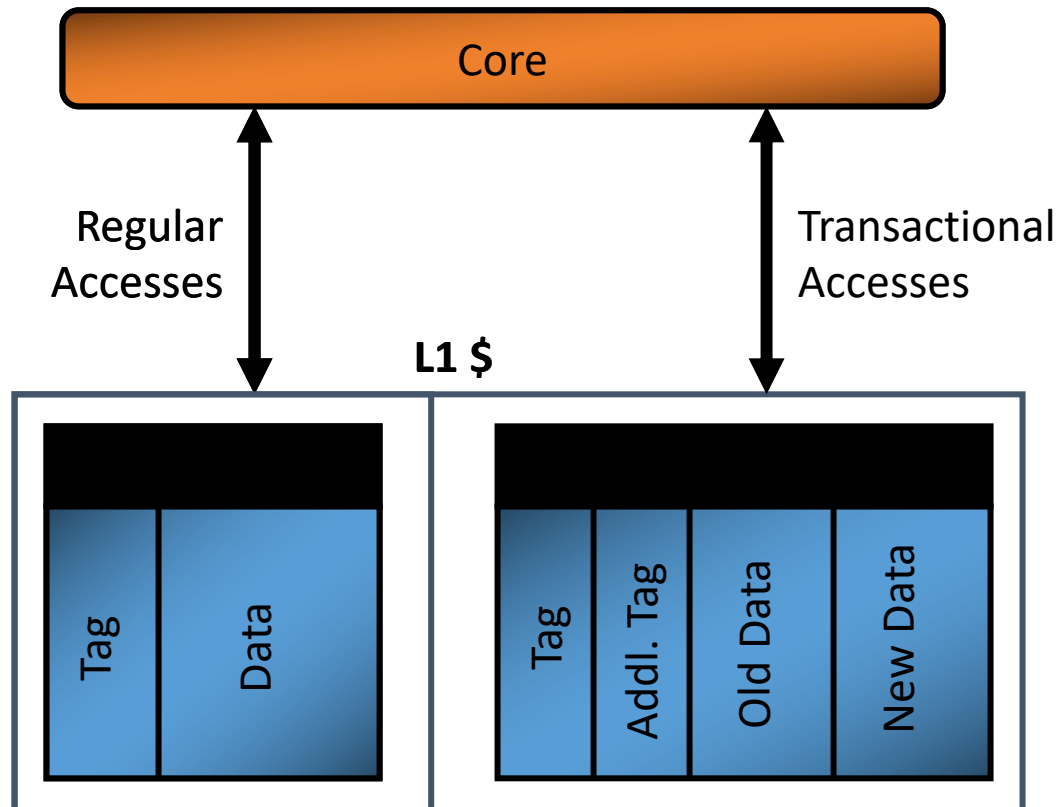 Core
Regular
Accesses
Transactional
Accesses
L1 $
Tag
Data
Tag
Addl. Tag
Old Data
New Data